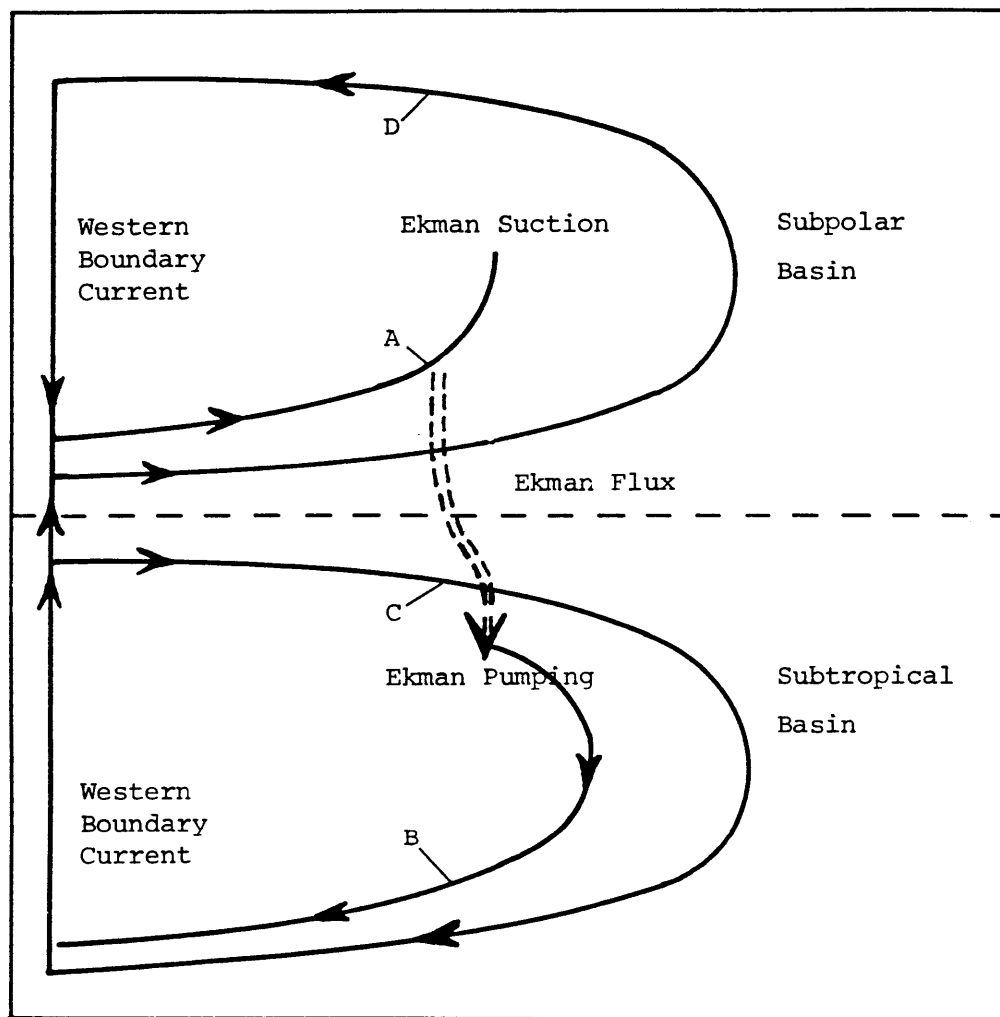 D
Western
Boundary
Current
Ekman Suction
Subpolar
Basin
A
Ekman Flux
C
Ekman Pumping
Subtropical
Basin
Western
Boundary
Current
B